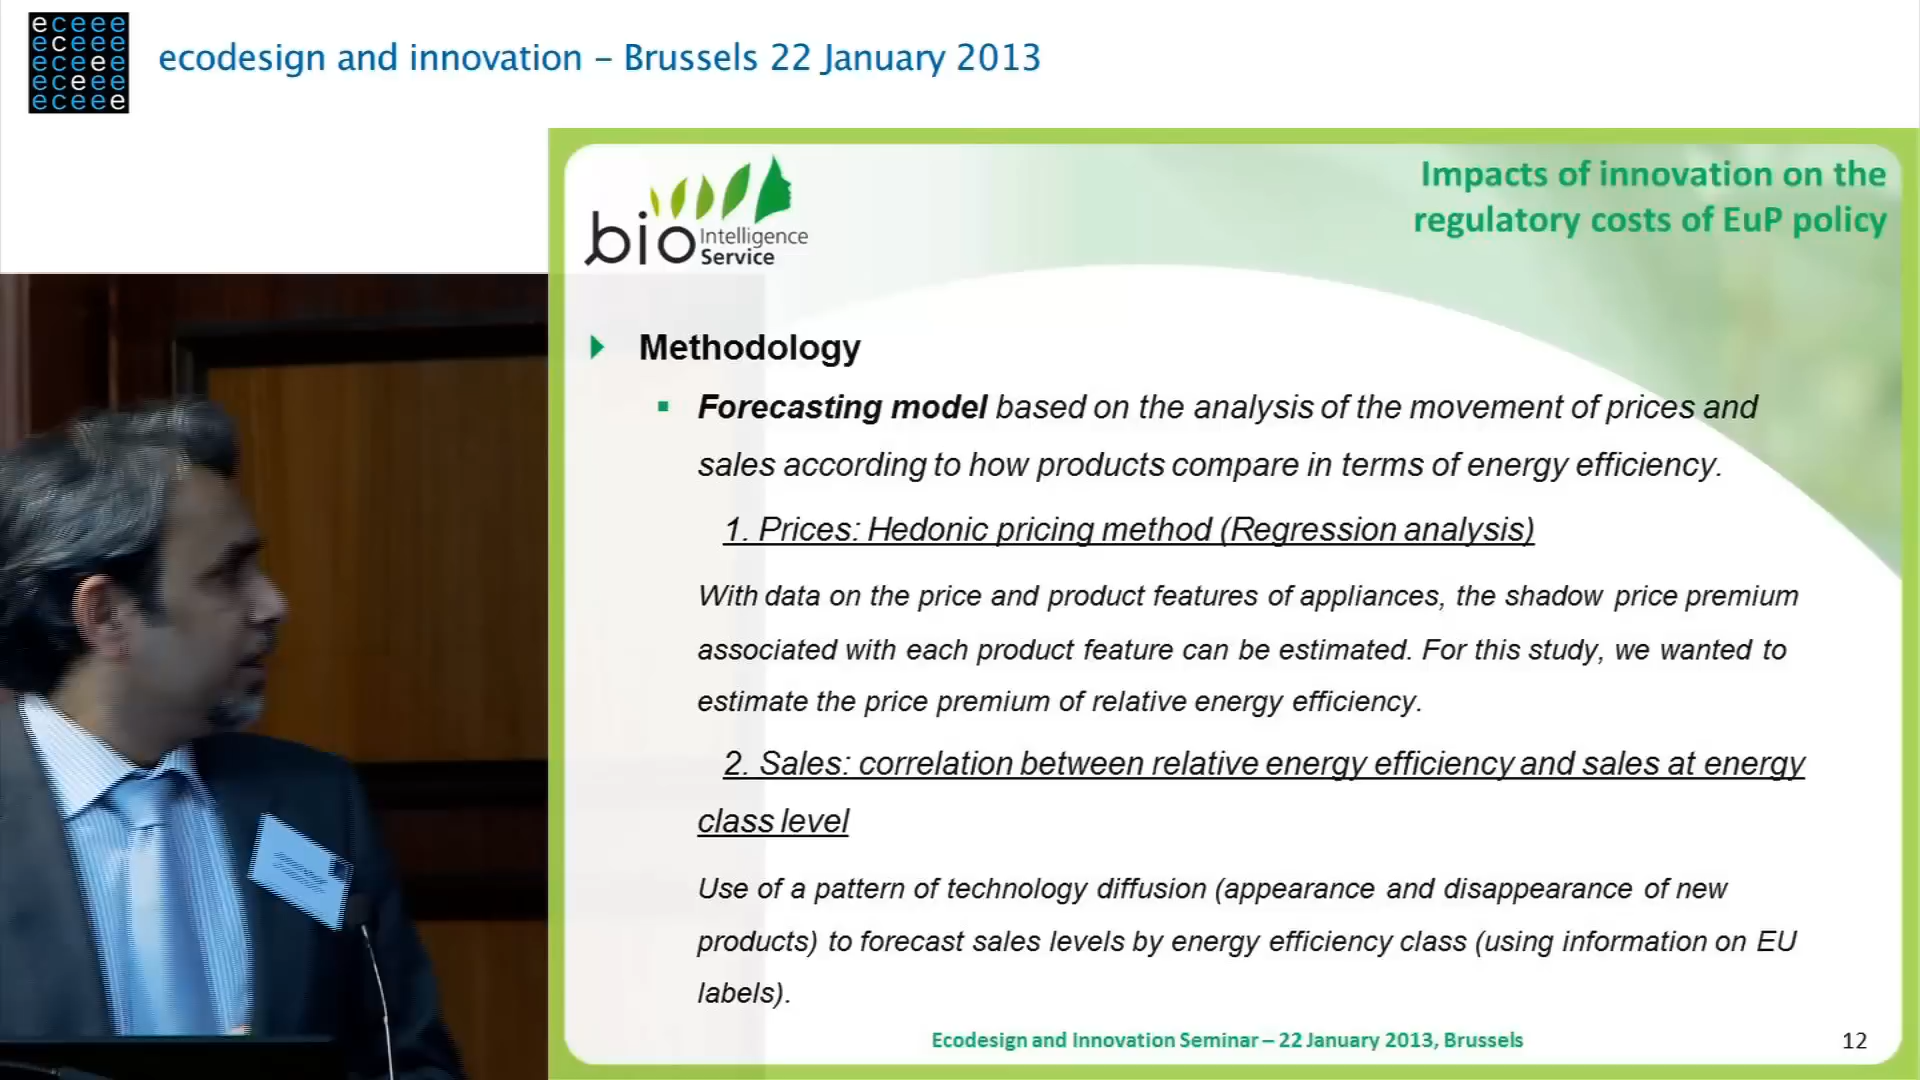 eceee
eceee
eceee
eceee
eceee
ecodesign and innovation – Brussels 22 January 2013
bio Intelligence
Service
Impacts of innovation on the
regulatory costs of EuP policy
Methodology
Forecasting model based on the analysis of the movement of prices and
sales according to how products compare in terms of energy efficiency.
1. Prices: Hedonic pricing method (Regression analysis)
With data on the price and product features of appliances, the shadow price premium
associated with each product feature can be estimated. For this study, we wanted to
estimate the price premium of relative energy efficiency.
2. Sales: correlation between relative energy efficiency and sales at energy
class level
Use of a pattern of technology diffusion (appearance and disappearance of new
products) to forecast sales levels by energy efficiency class (using information on EU
labels).
Ecodesign and Innovation Seminar – 22 January 2013, Brussels
12